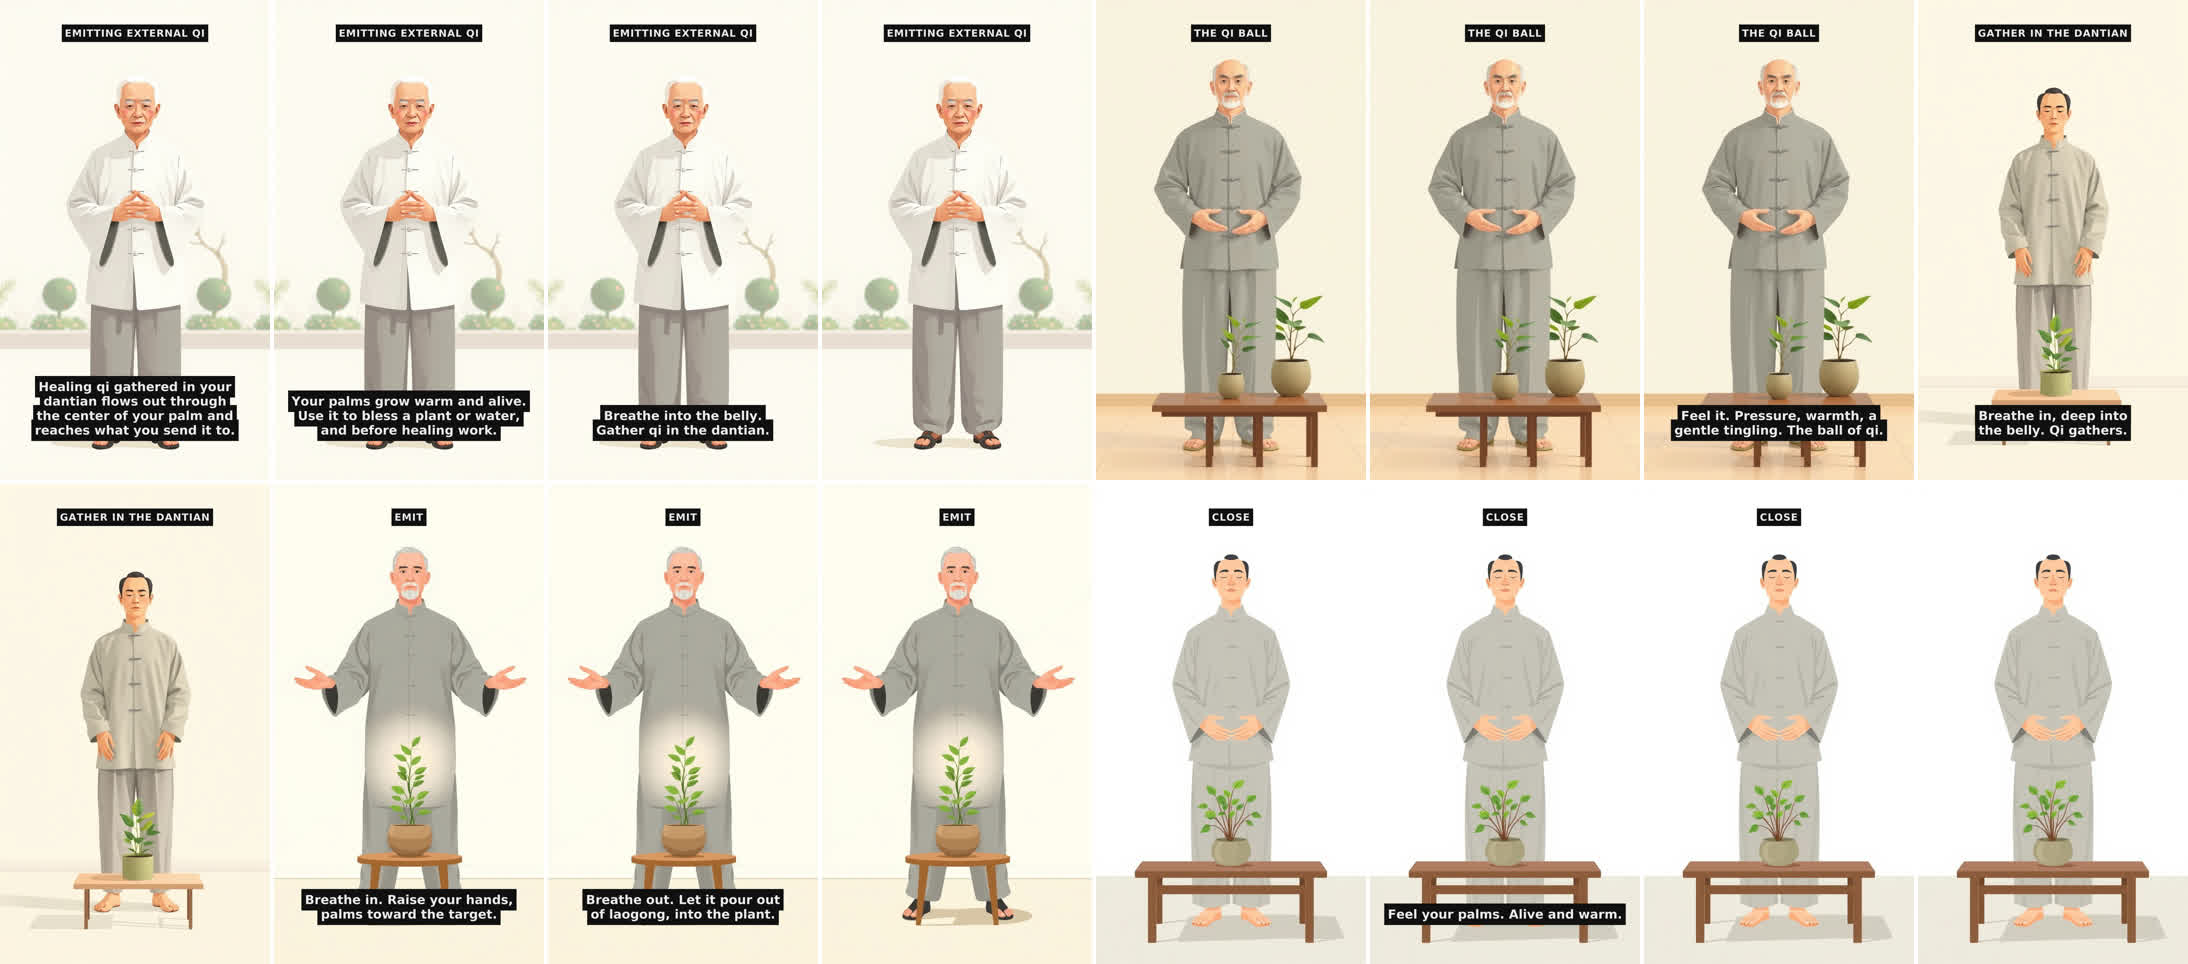 EMITTING EXTERNAL QI
Healing qi gathered in your
dantian flows out through
the center of your palm and
reaches what you send it to.
EMITTING EXTERNAL QI
Your palms grow warm and alive.
Use it to bless a plant or water,
and before healing work.
EMITTING EXTERNAL QI
Breathe into the belly.
Gather qi in the dantian.
EMITTING EXTERNAL QI
THE QI BALL
THE QI BALL
THE QI BALL
Feel it. Pressure, warmth, a
gentle tingling. The ball of qi.
GATHER IN THE DANTIAN
Breathe in, deep into
the belly. Qi gathers.
GATHER IN THE DANTIAN
EMIT
Breathe in. Raise your hands,
palms toward the target.
EMIT
Breathe out. Let it pour out
of laogong, into the plant.
EMIT
CLOSE
CLOSE
Feel your palms. Alive and warm.
CLOSE